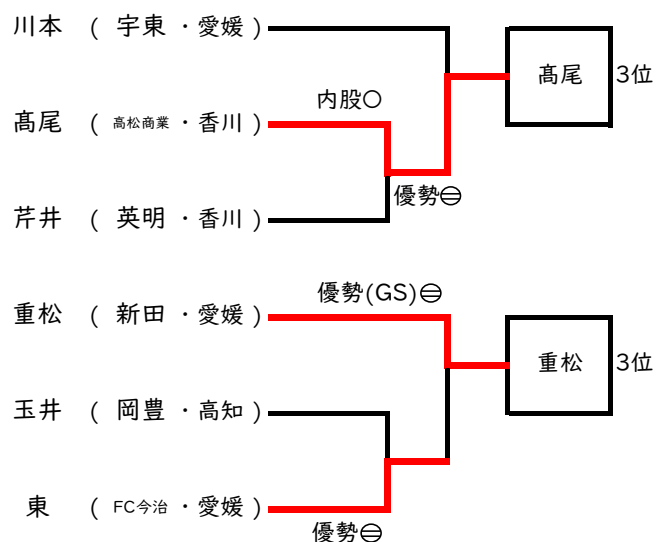 川本 ( 宇東 ・愛媛 )
髙尾 3位
内股〇
髙尾 ( 高松商業 ・香川 )
優勢㊀
芹井 ( 英明 ・香川 )
優勢(GS)㊀
重松 ( 新田 ・愛媛 )
重松 3位
玉井 ( 岡豊 ・高知 )
東 ( FC今治 ・愛媛 )
優勢㊀